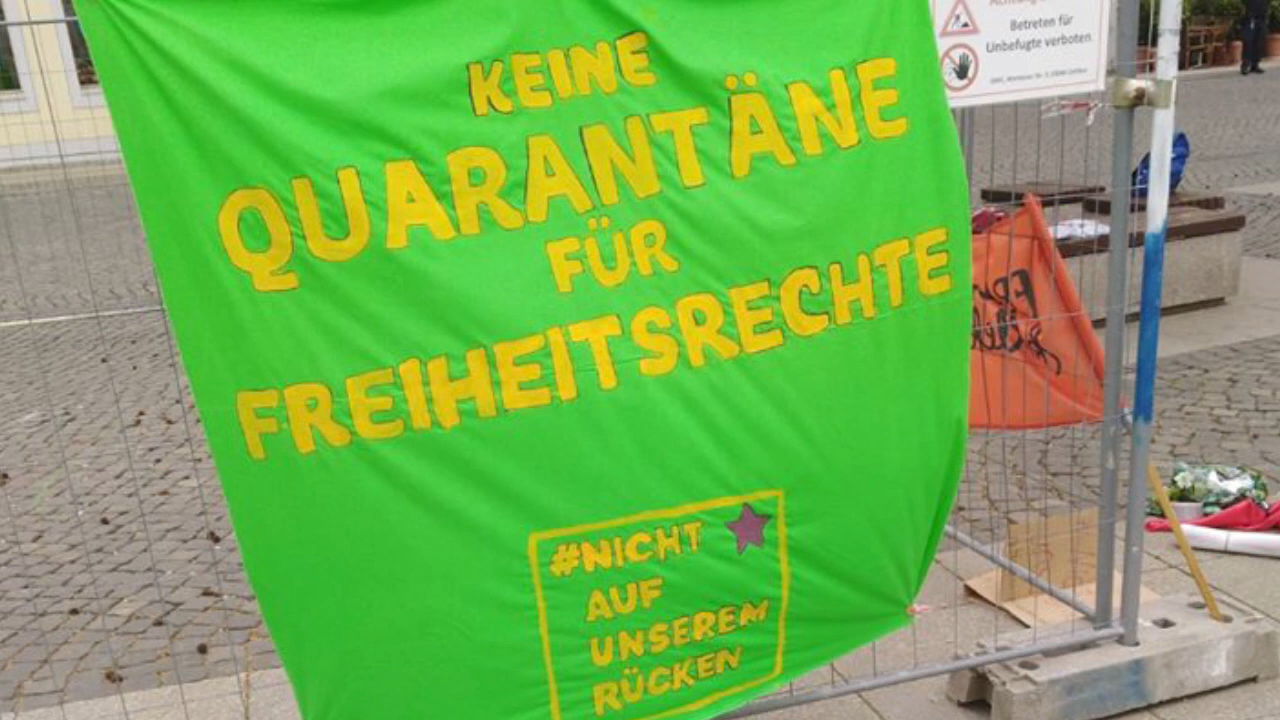 KEINE
QUARANTÄNE
FÜR
FREIHEITSRECHTE
#NICHT
AUF
UNSEREM
RÜCKEN
Betreten für
Unbefugte verboten